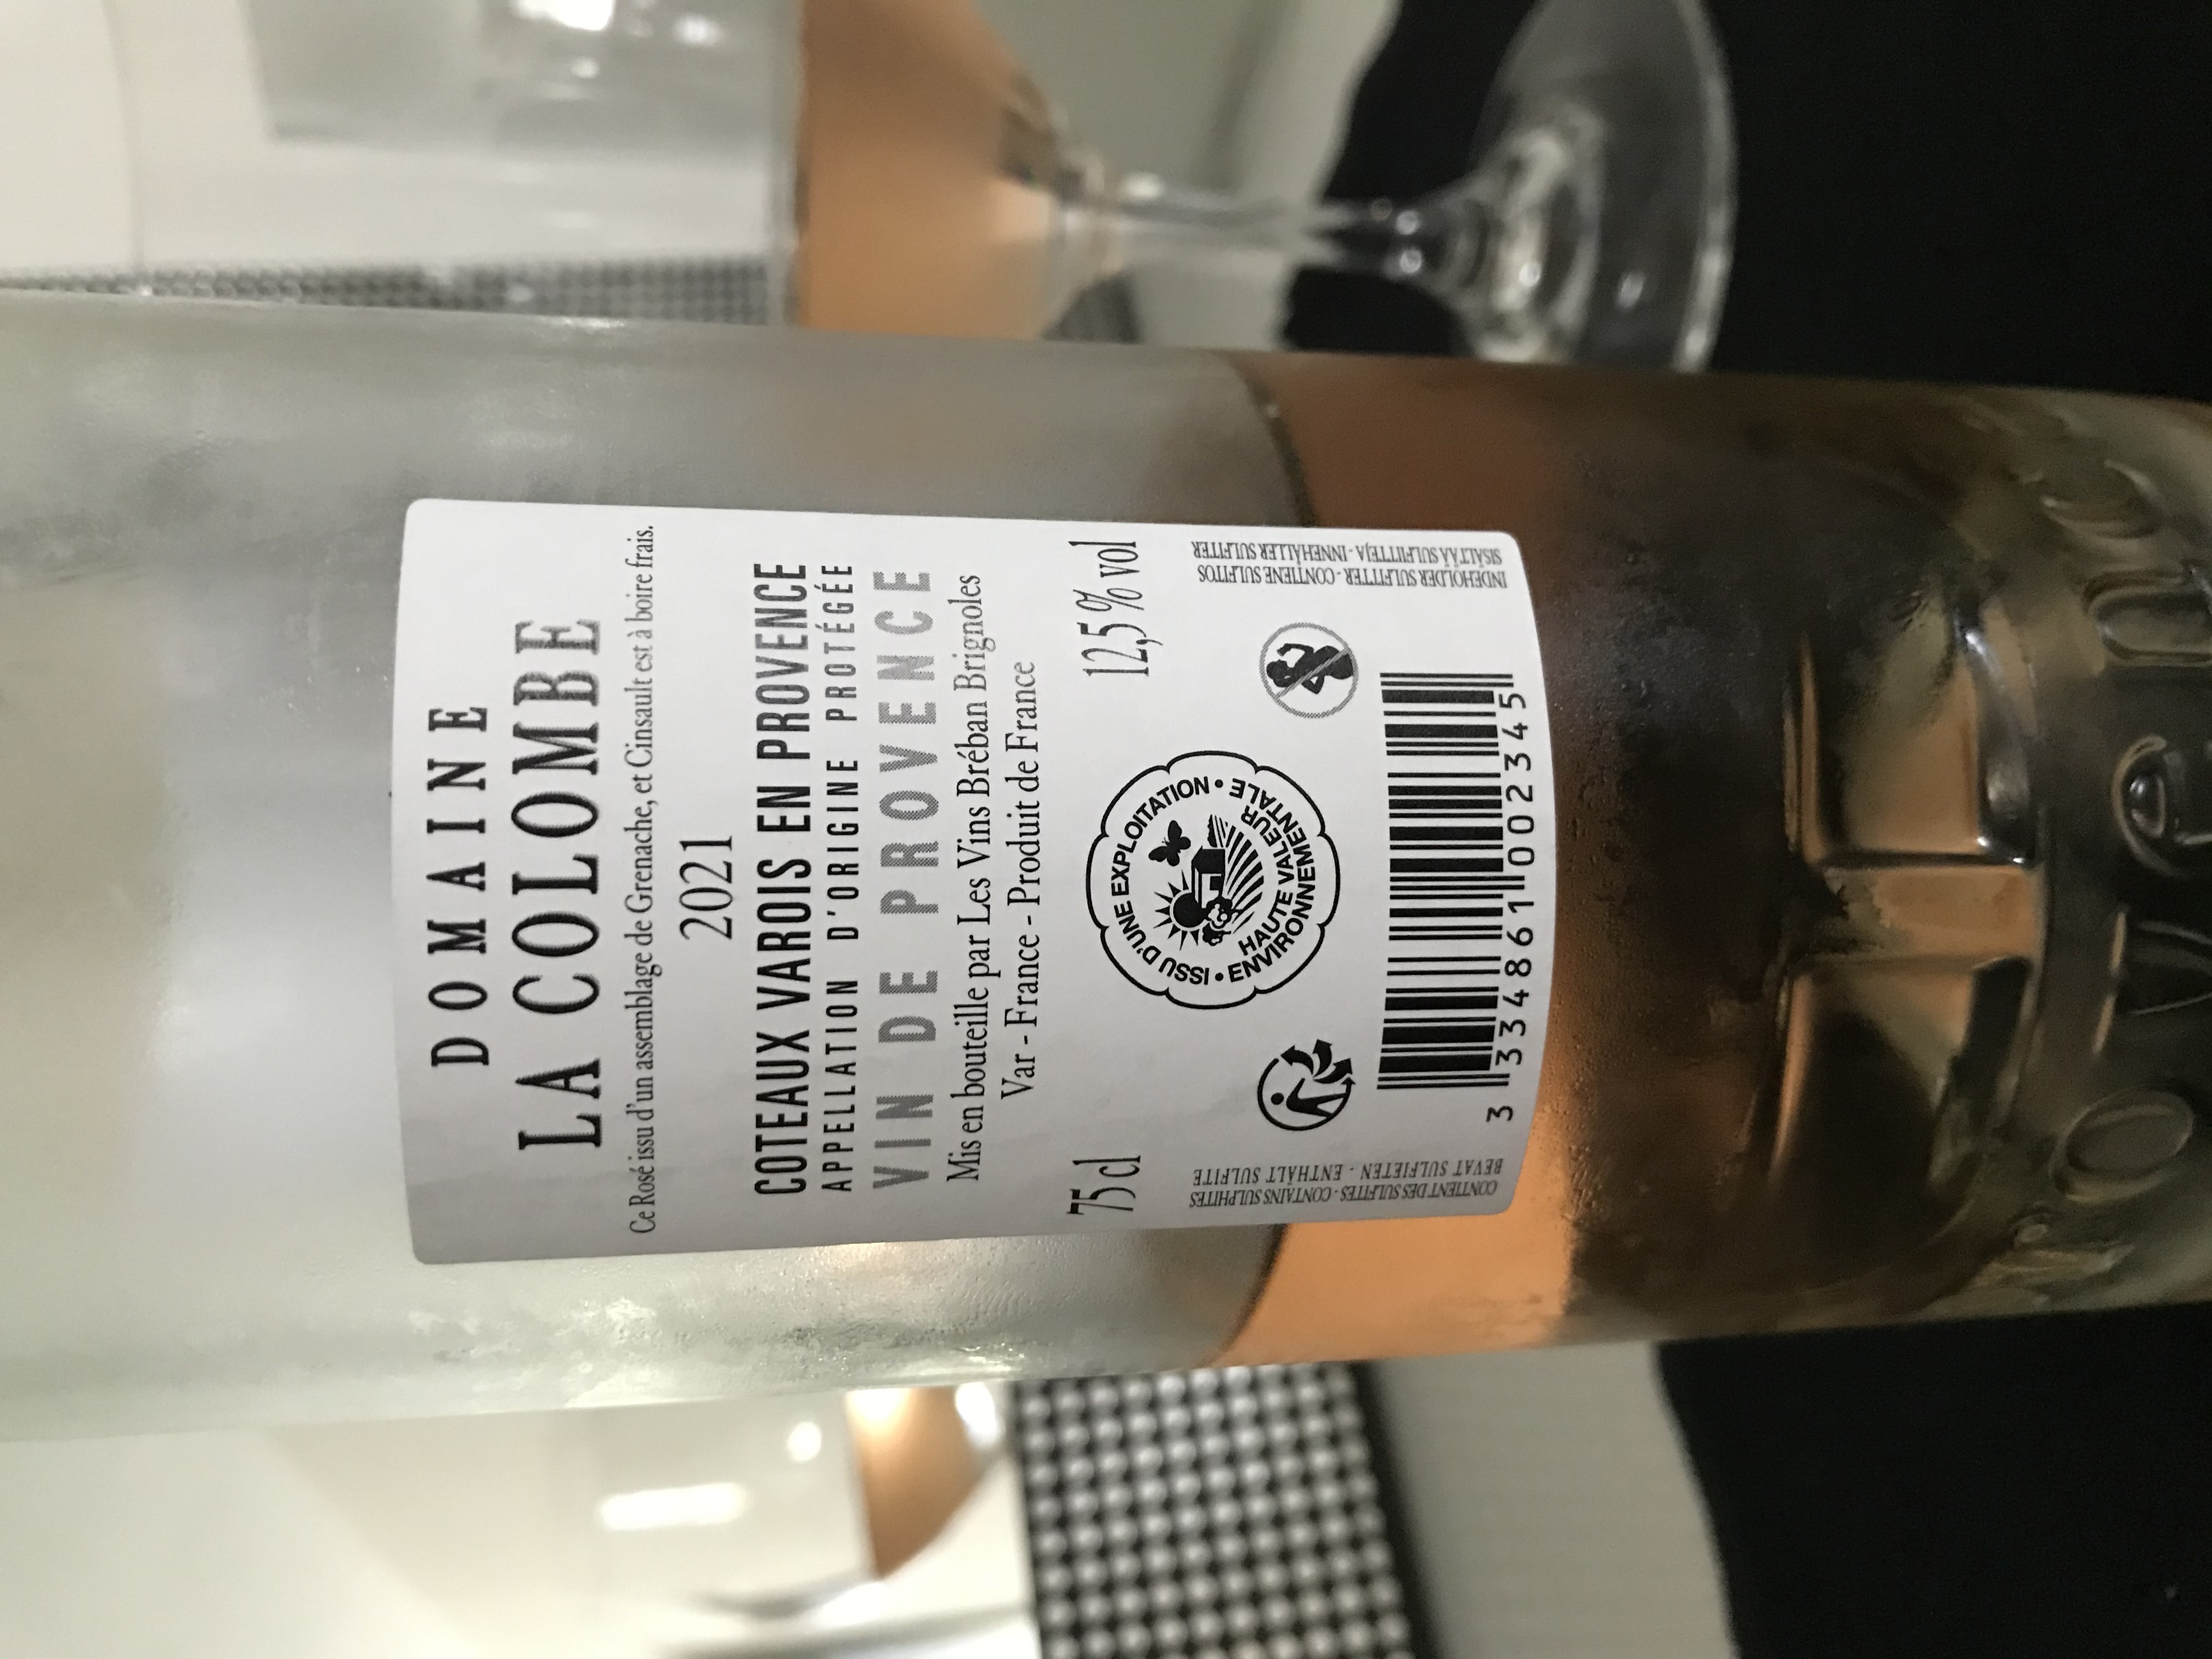 DOMAINE
LA COLOMBE
Ce Rosé issu d'un assemblage de Grenache, et Cinsault est à boire frais.
2021
COTEAUX VAROIS EN PROVENCE
APPELLATION D'ORIGINE PROTÉGÉE
VIN DE PROVENCE
Mis en bouteille par Les Vins Bréban Brignoles
Var - France - Produit de France
75 cl
12,5 % vol
ISSU D'UNE EXPLOITATION •
HAUTE VALEUR
ENVIRONNEMENTALE •
CONTIENT DES SULFITES - CONTAINS SULPHITES
BEVAT SULFIETEN - ENTHÄLT SULFITE
INDEHOLDER SULFITTER - CONTIENE SULFITOS
SISÄLTÄÄ SULFIITTEJA - INNEHÅLLER SULFITER
3 334861 002345